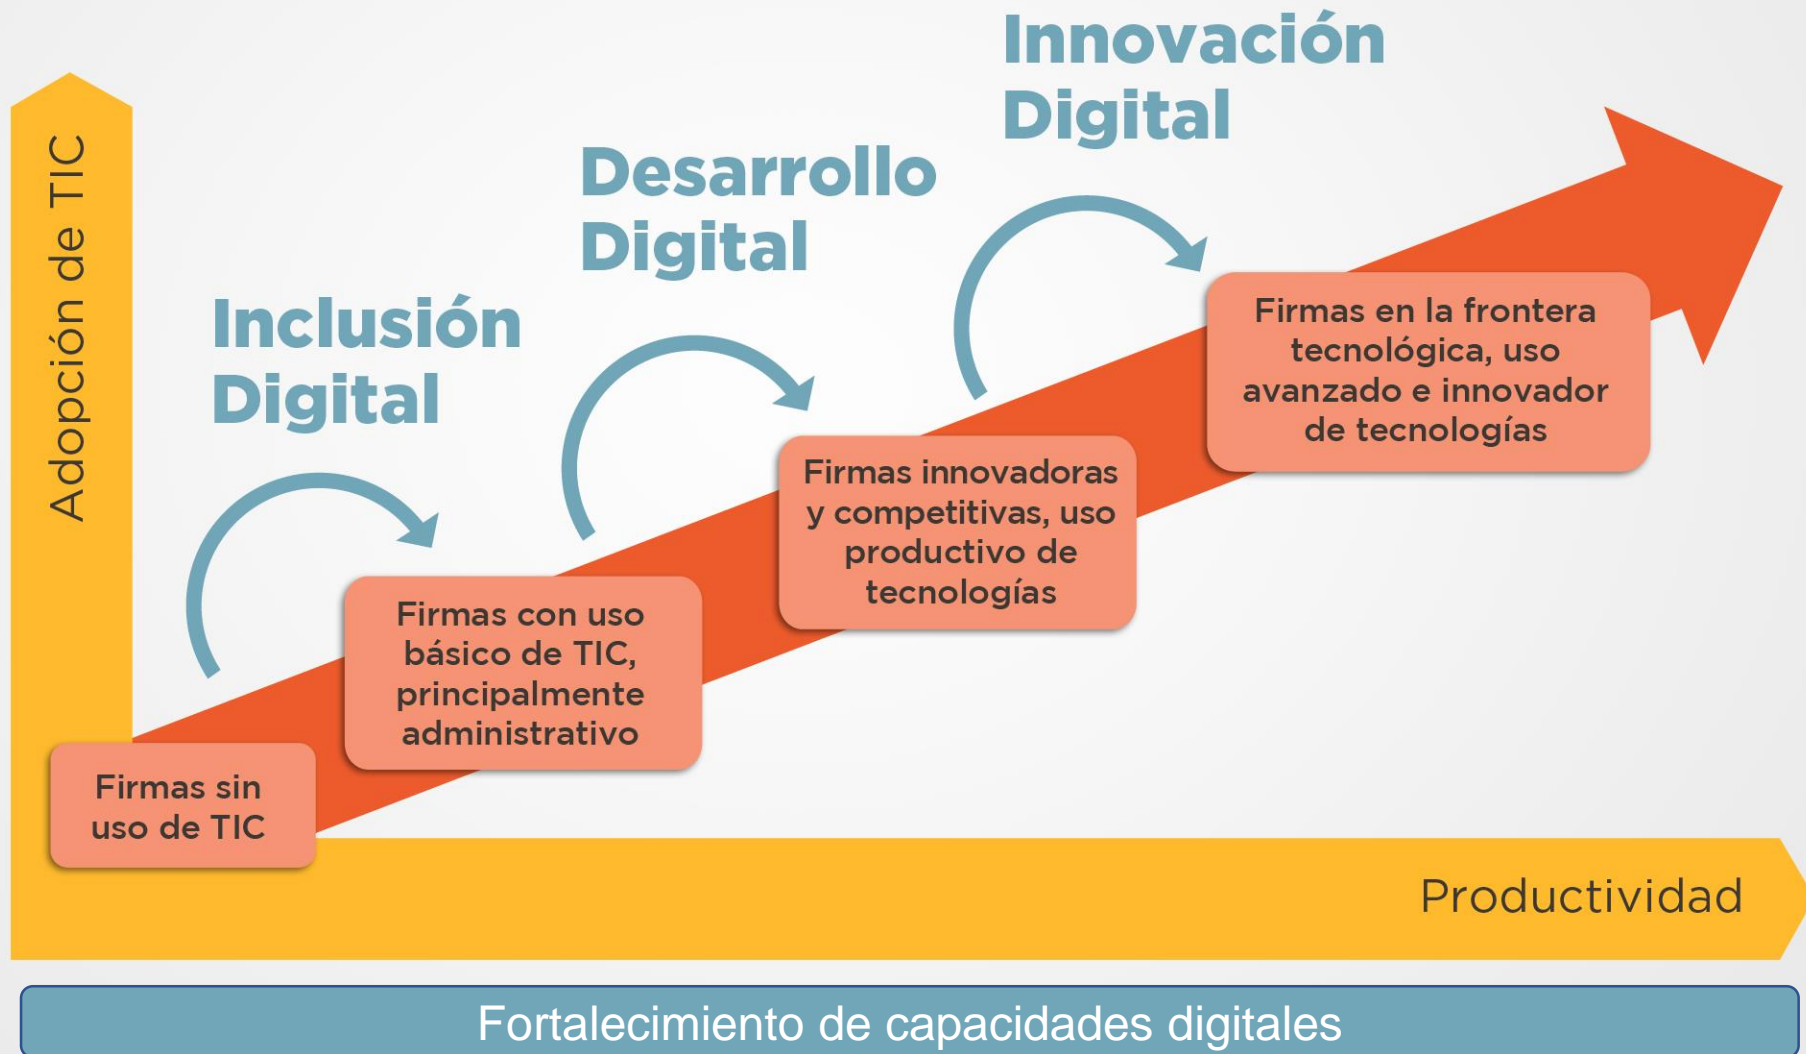 Innovación
Digital
Desarrollo
Digital
Inclusión
Digital
Adopción de TIC
Firmas en la frontera
tecnológica, uso
avanzado e innovador
de tecnologías
Firmas innovadoras
y competitivas, uso
productivo de
tecnologías
Firmas con uso
básico de TIC,
principalmente
administrativo
Firmas sin
uso de TIC
Productividad
Fortalecimiento de capacidades digitales